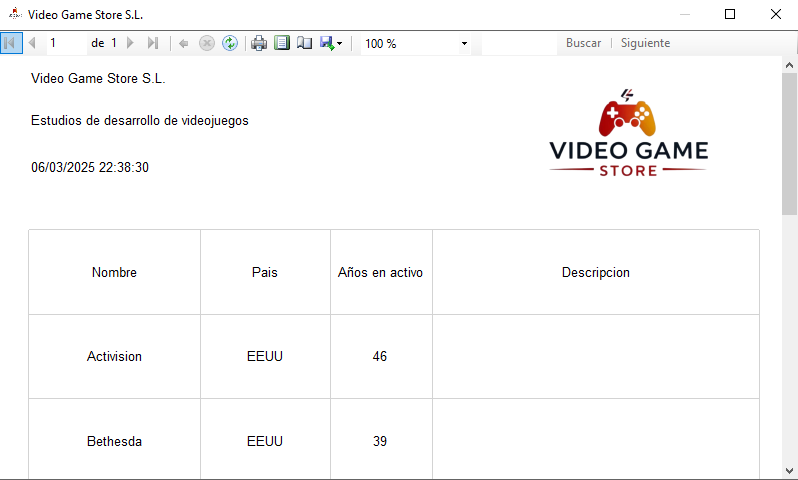 Video Game Store S.L.
1 de 1 100 % Buscar Siguiente
Video Game Store S.L.
Estudios de desarrollo de videojuegos
06/03/2025 22:38:30
VIDEO GAME
STORE
Nombre Pais Años en activo Descripcion
Activision EEUU 46
Bethesda EEUU 39